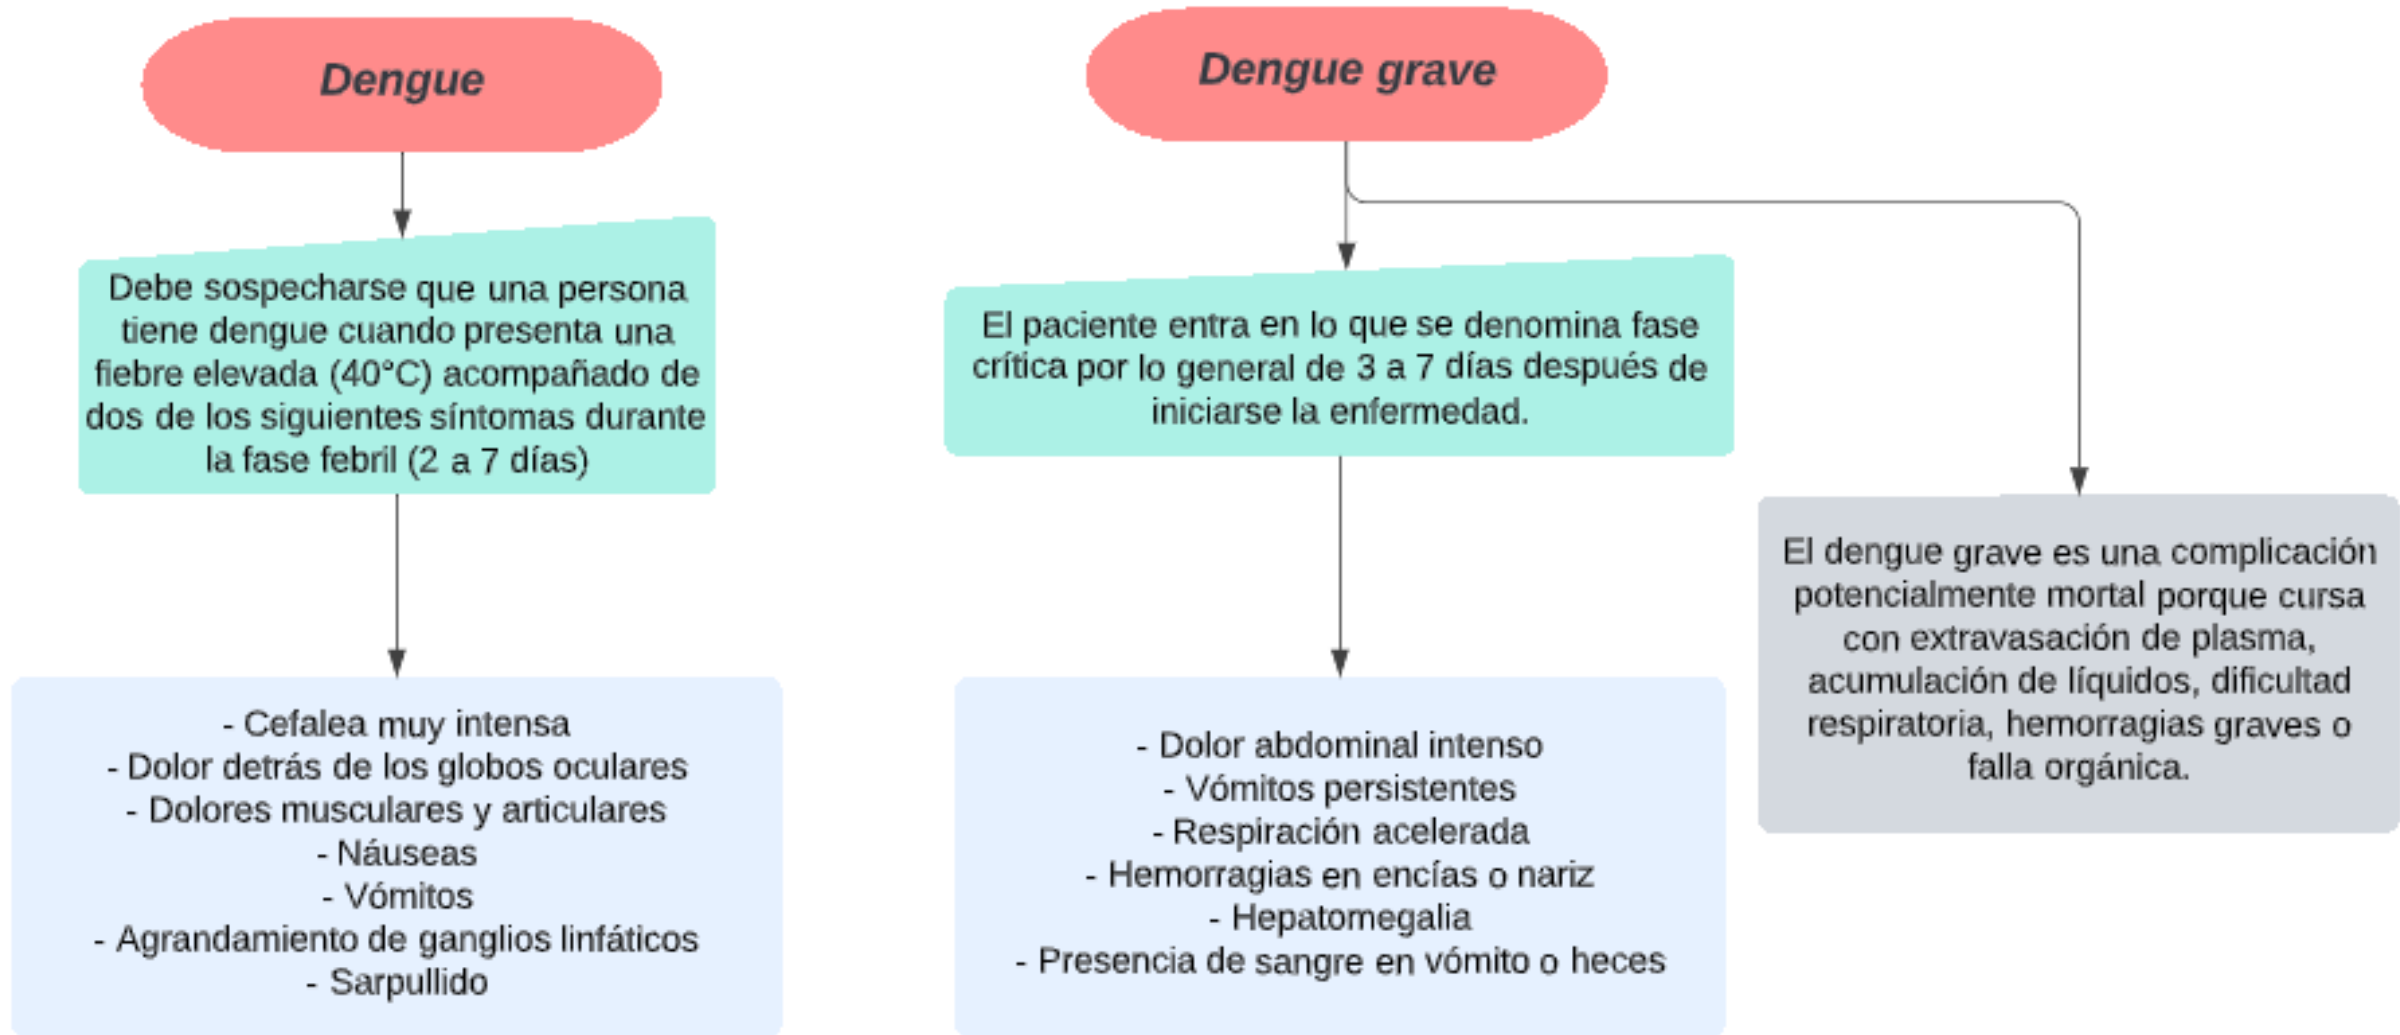 Dengue
Debe sospecharse que una persona
tiene dengue cuando presenta una
fiebre elevada (40°C) acompañado de
dos de los siguientes síntomas durante
la fase febril (2 a 7 días)
- Cefalea muy intensa
- Dolor detrás de los globos oculares
- Dolores musculares y articulares
- Náuseas
- Vómitos
- Agrandamiento de ganglios linfáticos
- Sarpullido
Dengue grave
El paciente entra en lo que se denomina fase
crítica por lo general de 3 a 7 días después de
iniciarse la enfermedad.
- Dolor abdominal intenso
- Vómitos persistentes
- Respiración acelerada
- Hemorragias en encías o nariz
- Hepatomegalia
- Presencia de sangre en vómito o heces
El dengue grave es una complicación
potencialmente mortal porque cursa
con extravasación de plasma,
acumulación de líquidos, dificultad
respiratoria, hemorragias graves o
falla orgánica.